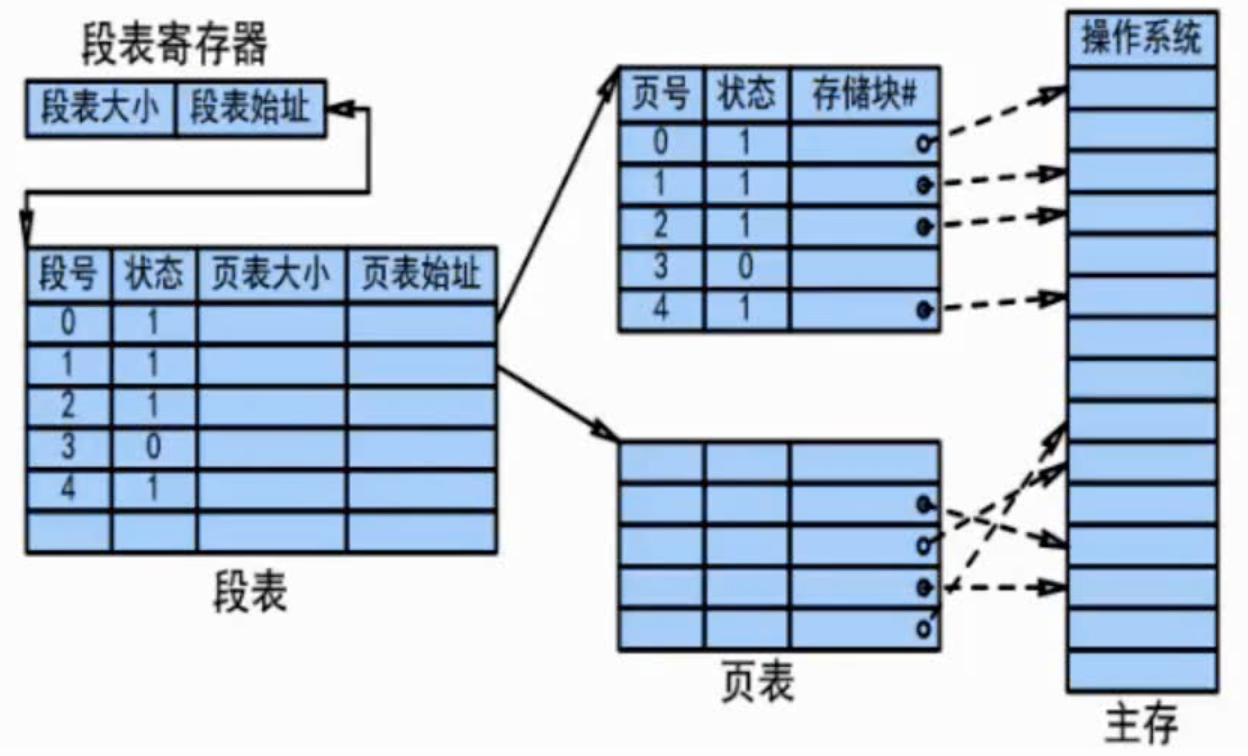 段表寄存器
段表大小 段表始址
段号 状态 页表大小 页表始址
0 1
1 1
2 1
3 0
4 1
段表
页号 状态 存储块#
0 1
1 1
2 1
3 0
4 1
页表
操作系统
主存